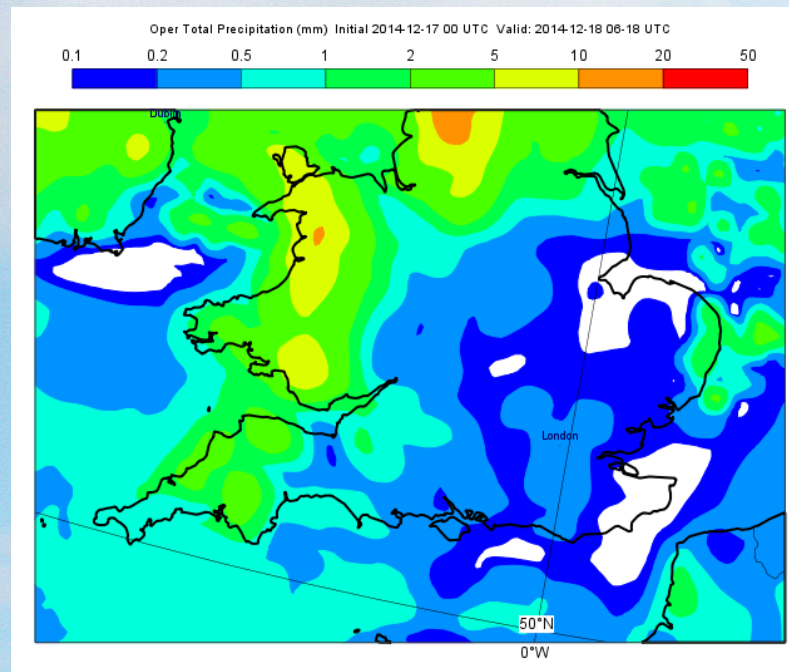 Oper Total Precipitation (mm) Initial 2014-12-17 00 UTC Valid: 2014-12-18 06-18 UTC
0.1 0.2 0.5 1 2 5 10 20 50
Dublin
London
50°N
0°W